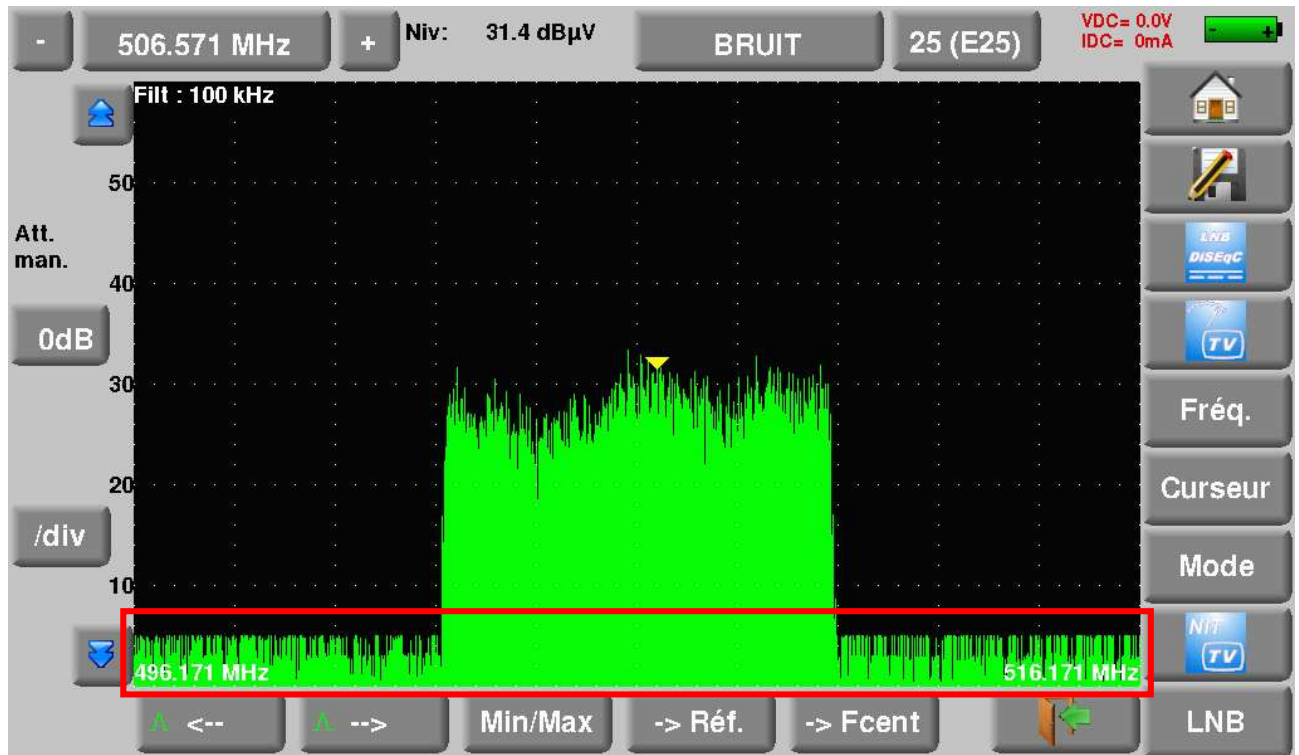 - 506.571 MHz + Niv: 31.4 dBµV BRUIT 25 (E25) VDC= 0.0V
IDC= 0mA
- +
Filt : 100 kHz
50
Att.
man.
40
0dB
30
20
/div
10
496.171 MHz 516.171 MHz
LNB
DiSEqC
TV
Fréq.
Curseur
Mode
NIT
TV
<-- --> Min/Max -> Réf. -> Fcent LNB